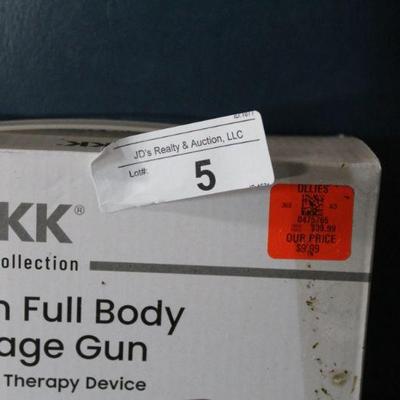 JD's Realty & Auction, LLC
Lot#:
5
KK®
ollection
Full Body
age Gun
Therapy Device
OLLIES
0475766
$39.99
OUR PRICE
$9.99